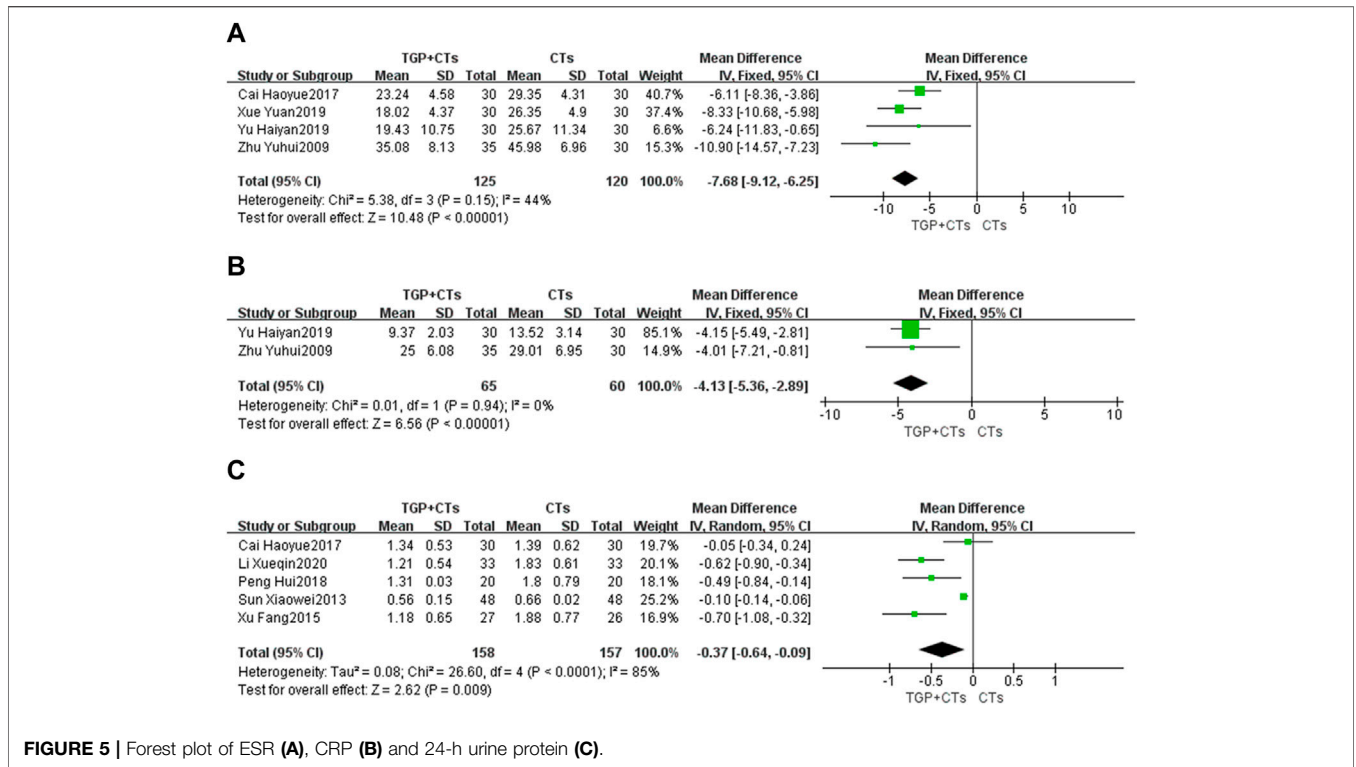 A
TGP+CTs CTs Mean Difference Mean Difference
Study or Subgroup Mean SD Total Mean SD Total Weight IV, Fixed, 95% CI IV, Fixed, 95% CI
Cai Haoyue2017 23.24 4.58 30 29.35 4.31 30 40.7% -6.11 [-8.36, -3.86]
Xue Yuan2019 18.02 4.37 30 26.35 4.9 30 37.4% -8.33 [-10.68, -5.98]
Yu Haiyan2019 19.43 10.75 30 25.67 11.34 30 6.6% -6.24 [-11.83, -0.65]
Zhu Yuhui2009 35.08 8.13 35 45.98 6.96 30 15.3% -10.90 [-14.57, -7.23]
Total (95% CI) 125 120 100.0% -7.68 [-9.12, -6.25]
Heterogeneity: Chi² = 5.38, df = 3 (P = 0.15); I² = 44%
Test for overall effect: Z = 10.48 (P < 0.00001)
-10 -5 0 5 10
TGP+CTs CTs
B
TGP+CTs CTs Mean Difference Mean Difference
Study or Subgroup Mean SD Total Mean SD Total Weight IV, Fixed, 95% CI IV, Fixed, 95% CI
Yu Haiyan2019 9.37 2.03 30 13.52 3.14 30 85.1% -4.15 [-5.49, -2.81]
Zhu Yuhui2009 25 6.08 35 29.01 6.95 30 14.9% -4.01 [-7.21, -0.81]
Total (95% CI) 65 60 100.0% -4.13 [-5.36, -2.89]
Heterogeneity: Chi² = 0.01, df = 1 (P = 0.94); I² = 0%
Test for overall effect: Z = 6.56 (P < 0.00001)
-10 -5 0 5 10
TGP+CTs CTs
C
TGP+CTs CTs Mean Difference Mean Difference
Study or Subgroup Mean SD Total Mean SD Total Weight IV, Random, 95% CI IV, Random, 95% CI
Cai Haoyue2017 1.34 0.53 30 1.39 0.62 30 19.7% -0.05 [-0.34, 0.24]
Li Xueqin2020 1.21 0.54 33 1.83 0.61 33 20.1% -0.62 [-0.90, -0.34]
Peng Hui2018 1.31 0.03 20 1.8 0.79 20 18.1% -0.49 [-0.84, -0.14]
Sun Xiaowei2013 0.56 0.15 48 0.66 0.02 48 25.2% -0.10 [-0.14, -0.06]
Xu Fang2015 1.18 0.65 27 1.88 0.77 26 16.9% -0.70 [-1.08, -0.32]
Total (95% CI) 158 157 100.0% -0.37 [-0.64, -0.09]
Heterogeneity: Tau² = 0.08; Chi² = 26.60, df = 4 (P < 0.0001); I² = 85%
Test for overall effect: Z = 2.62 (P = 0.009)
-1 -0.5 0 0.5 1
TGP+CTs CTs
FIGURE 5 | Forest plot of ESR (A), CRP (B) and 24-h urine protein (C).